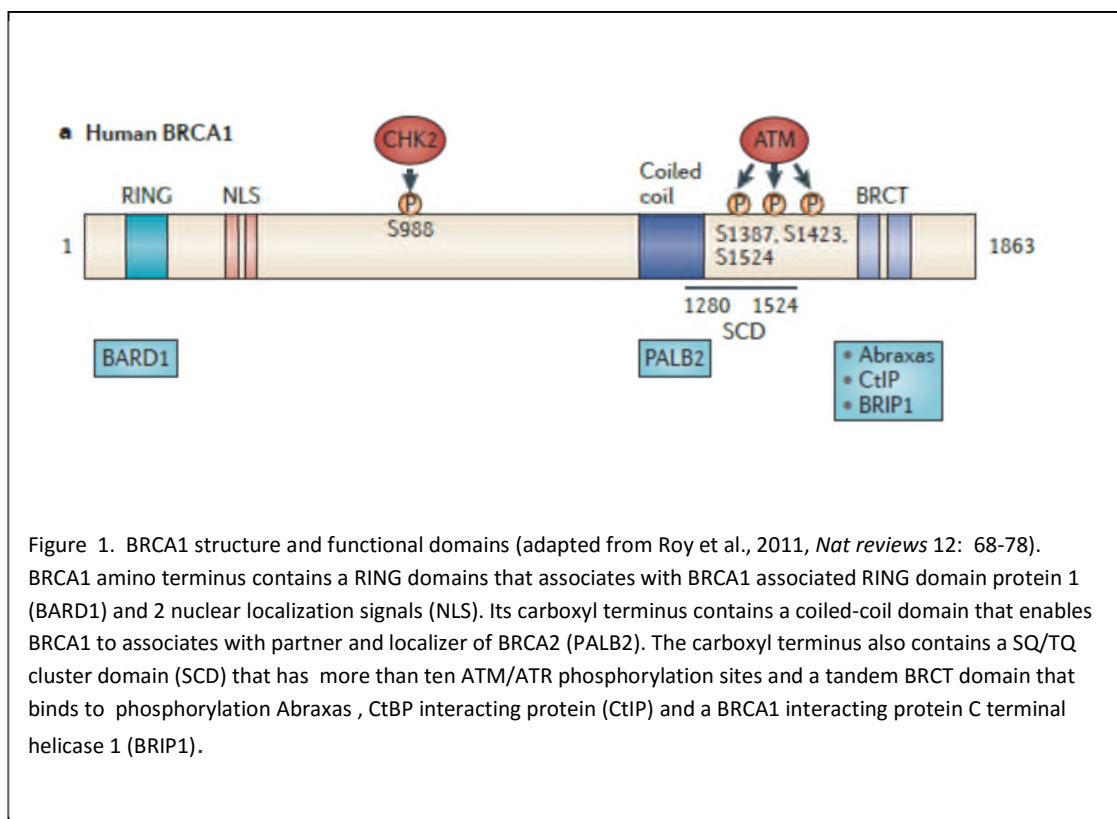 a Human BRCA1
CHK2
ATM
Coiled
coil
RING
NLS
P
P
P
P
BRCT
1
S988
S1387, S1423,
S1524
1863
1280 1524
SCD
BARD1
PALB2
• Abraxas
• CtIP
• BRIP1
Figure 1. BRCA1 structure and functional domains (adapted from Roy et al., 2011, Nat reviews 12: 68-78).
BRCA1 amino terminus contains a RING domains that associates with BRCA1 associated RING domain protein 1
(BARD1) and 2 nuclear localization signals (NLS). Its carboxyl terminus contains a coiled-coil domain that enables
BRCA1 to associates with partner and localizer of BRCA2 (PALB2). The carboxyl terminus also contains a SQ/TQ
cluster domain (SCD) that has more than ten ATM/ATR phosphorylation sites and a tandem BRCT domain that
binds to phosphorylation Abraxas , CtBP interacting protein (CtIP) and a BRCA1 interacting protein C terminal
helicase 1 (BRIP1).